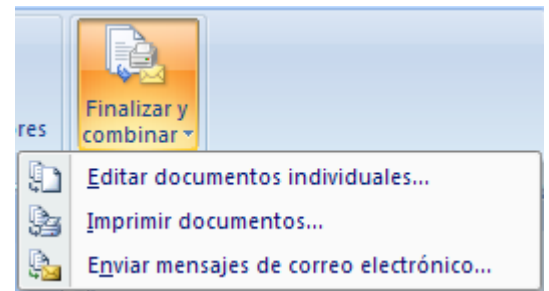 Finalizar y
combinar
res
Editar documentos individuales...
Imprimir documentos...
Enviar mensajes de correo electrónico...